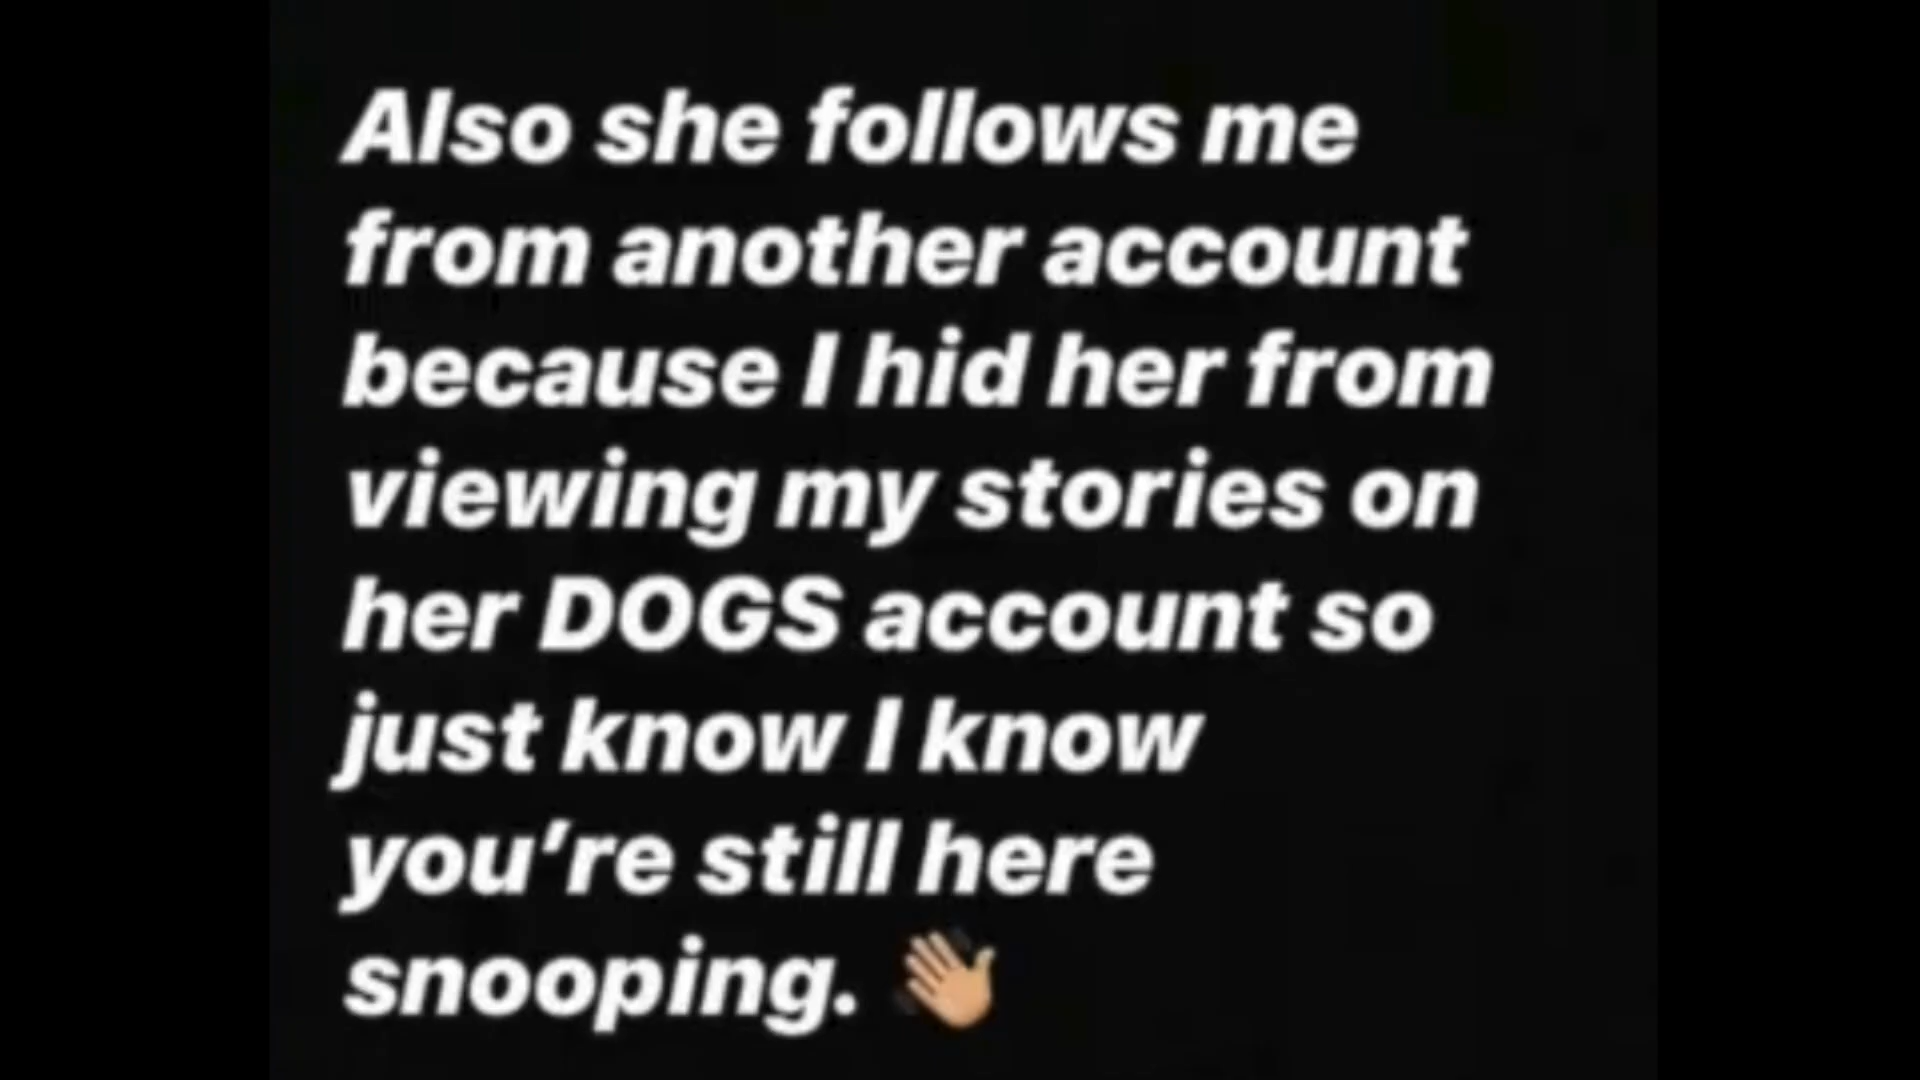 Also she follows me
from another account
because I hid her from
viewing my stories on
her DOGS account so
just know I know
you’re still here
snooping. 👋🏽